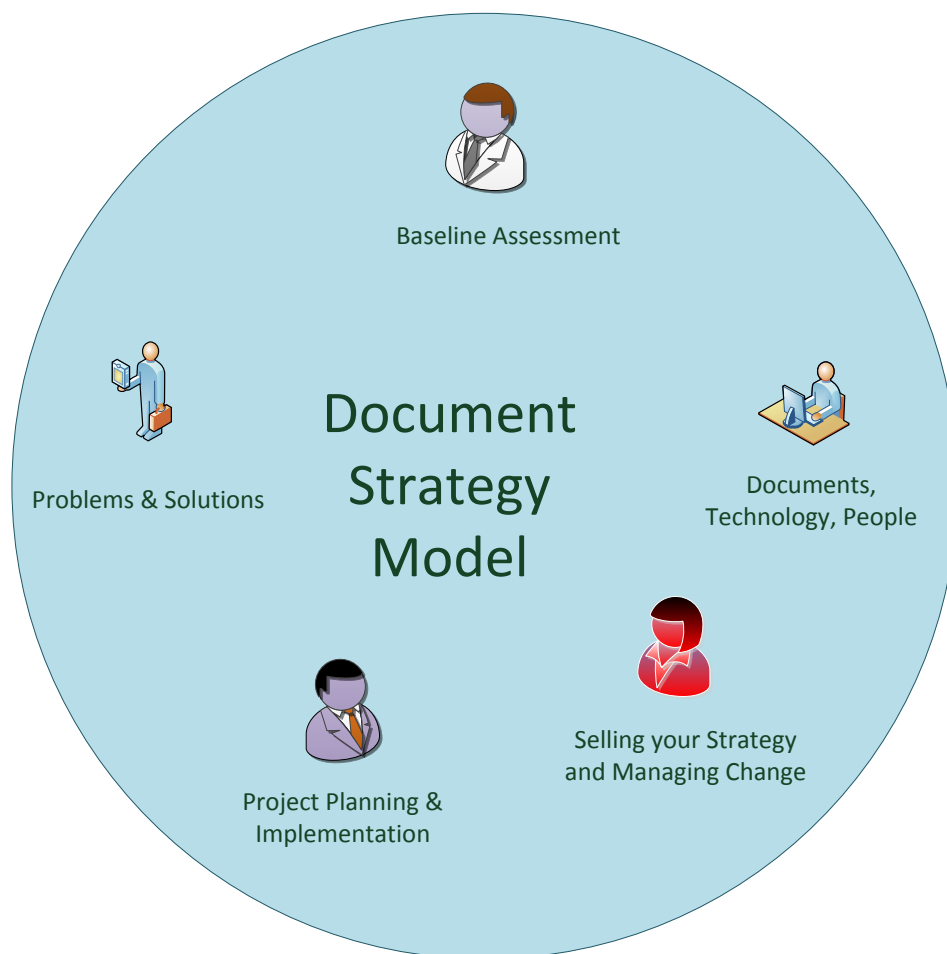 Baseline Assessment
Document
Strategy
Model
Problems & Solutions
Documents,
Technology, People
Selling your Strategy
and Managing Change
Project Planning &
Implementation